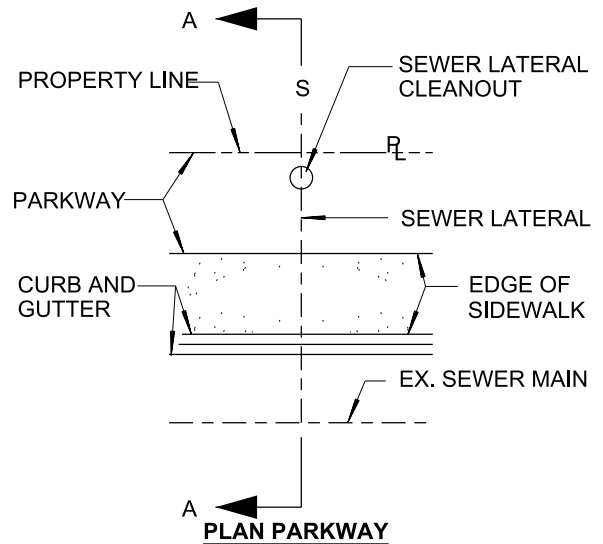 A
PROPERTY LINE
SEWER LATERAL
CLEANOUT
S
PL
PARKWAY
SEWER LATERAL
CURB AND
GUTTER
EDGE OF
SIDEWALK
EX. SEWER MAIN
A
PLAN PARKWAY